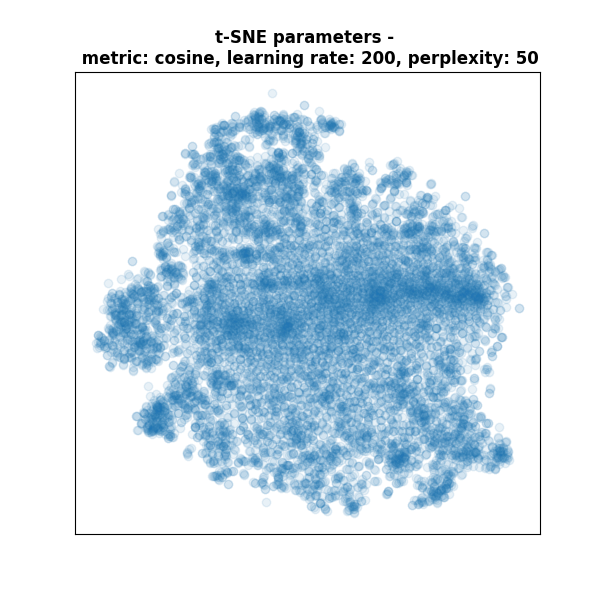 t-SNE parameters -
metric: cosine, learning rate: 200, perplexity: 50